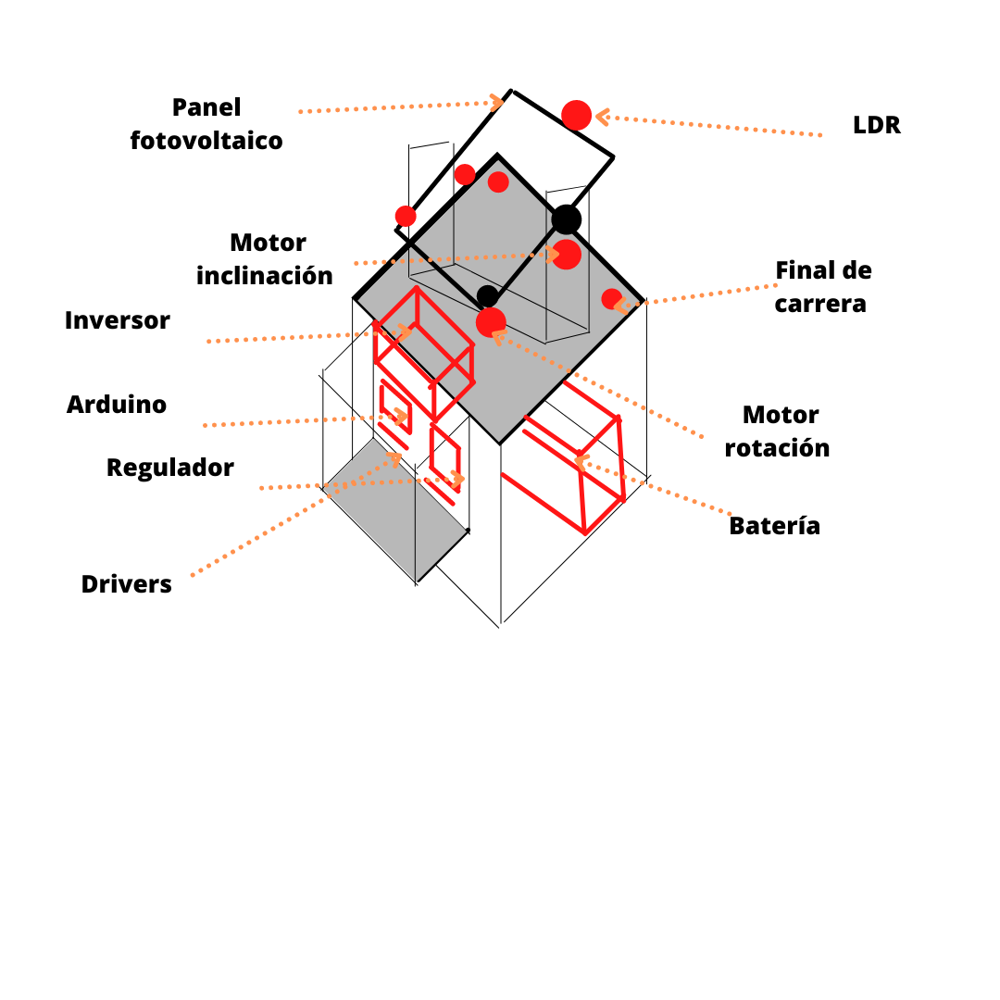 Panel
fotovoltaico
LDR
Motor
inclinación
Final de
carrera
Inversor
Arduino
Motor
rotación
Regulador
Batería
Drivers